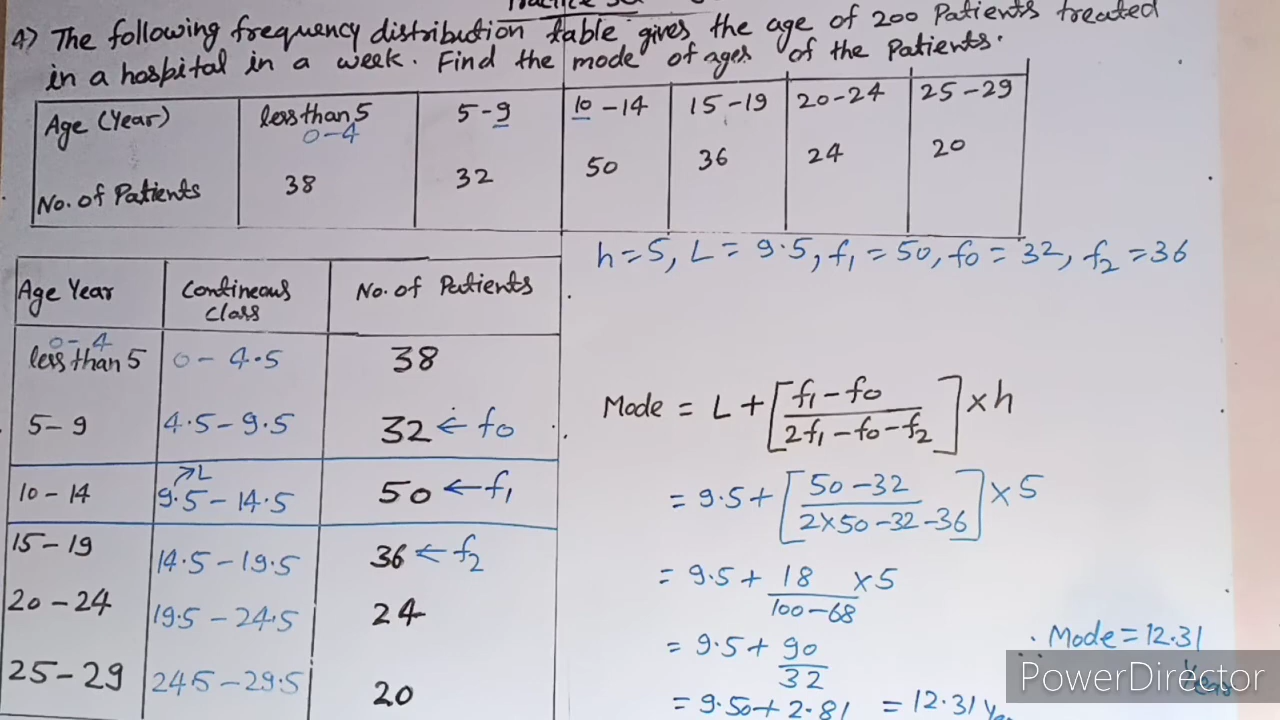 4) The following frequency distribution table gives the age of 200 Patients treated
in a hospital in a week. Find the mode of ages of the Patients.
Age (Year) less than 5 5-9 10-14 15-19 20-24 25-29
0-4
No. of Patients 38 32 50 36 24 20
h=5, L= 9.5, f1 = 50, f0 = 32, f2 =36
Age Year Contineous class No. of Patients
0-4
less than 5 0-4.5 38
5-9 4.5-9.5 32 ← f0
↗L
10-14 9.5-14.5 50 ← f1
15-19 14.5-19.5 36 ← f2
20-24 19.5-24.5 24
25-29 245-29.5 20
Mode = L+[f1-f0/2f1-f0-f2]×h
= 9.5+[50-32/2×50-32-36]×5
= 9.5+ 18/100-68 ×5
= 9.5+ 90/32
= 9.50+2.81 = 12.31
∴ Mode = 12.31
PowerDirector